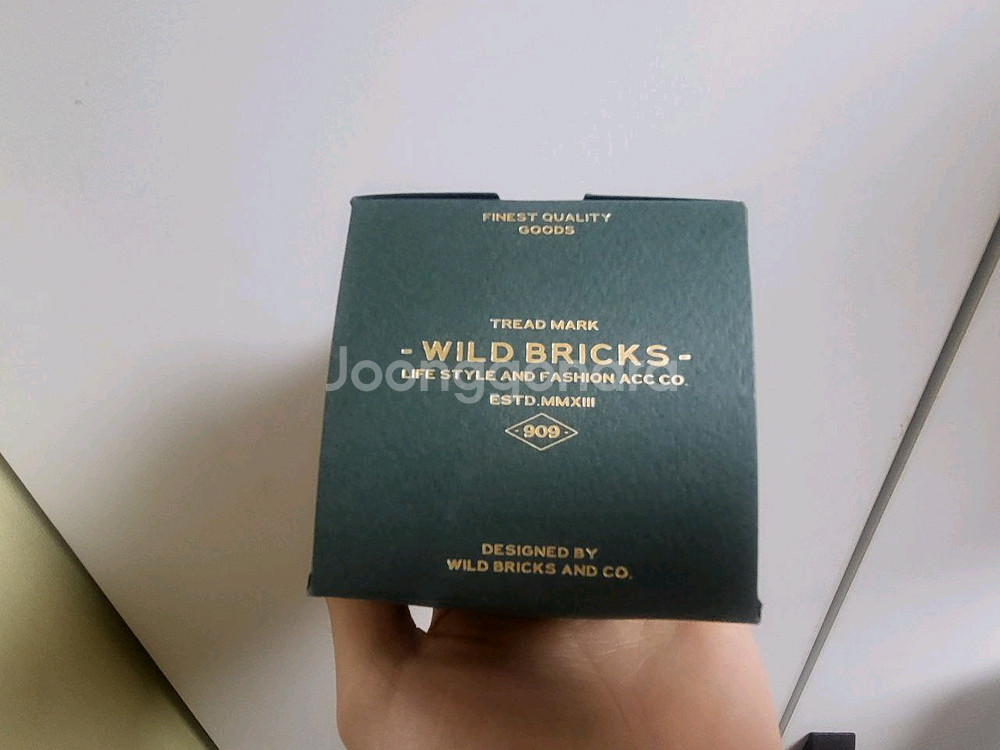 FINEST QUALITY
GOODS
TREAD MARK
- WILD BRICKS -
Joonggonara
LIFE STYLE AND FASHION ACC CO.
ESTD.MMXIII
· 909 ·
DESIGNED BY
WILD BRICKS AND CO.